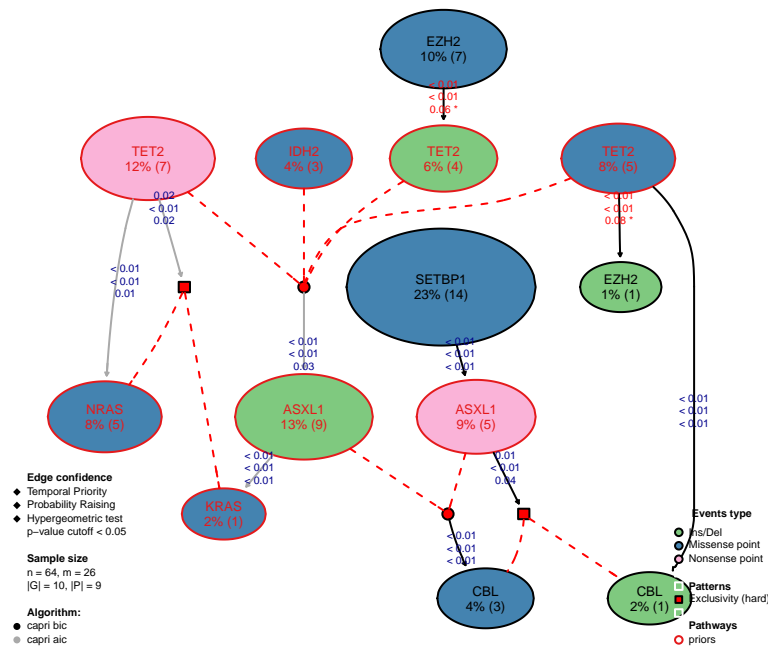 EZH2
10% (7)
< 0.01
< 0.01
0.06 *
TET2
12% (7)
IDH2
4% (3)
TET2
6% (4)
TET2
8% (5)
0.02
< 0.01
0.02
< 0.01
< 0.01
0.08 *
< 0.01
< 0.01
0.01
SETBP1
23% (14)
EZH2
1% (1)
< 0.01
< 0.01
0.03
< 0.01
< 0.01
< 0.01
NRAS
8% (5)
ASXL1
13% (9)
ASXL1
9% (5)
< 0.01
< 0.01
< 0.01
< 0.01
< 0.01
< 0.01
0.01
< 0.01
0.04
KRAS
2% (1)
< 0.01
< 0.01
< 0.01
CBL
4% (3)
CBL
2% (1)
Edge confidence
Temporal Priority
Probability Raising
Hypergeometric test
p−value cutoff < 0.05
Sample size
n = 64, m = 26
|G| = 10, |P| = 9
Algorithm:
capri bic
capri aic
Events type
Ins/Del
Missense point
Nonsense point
Patterns
Exclusivity (hard)
Pathways
priors